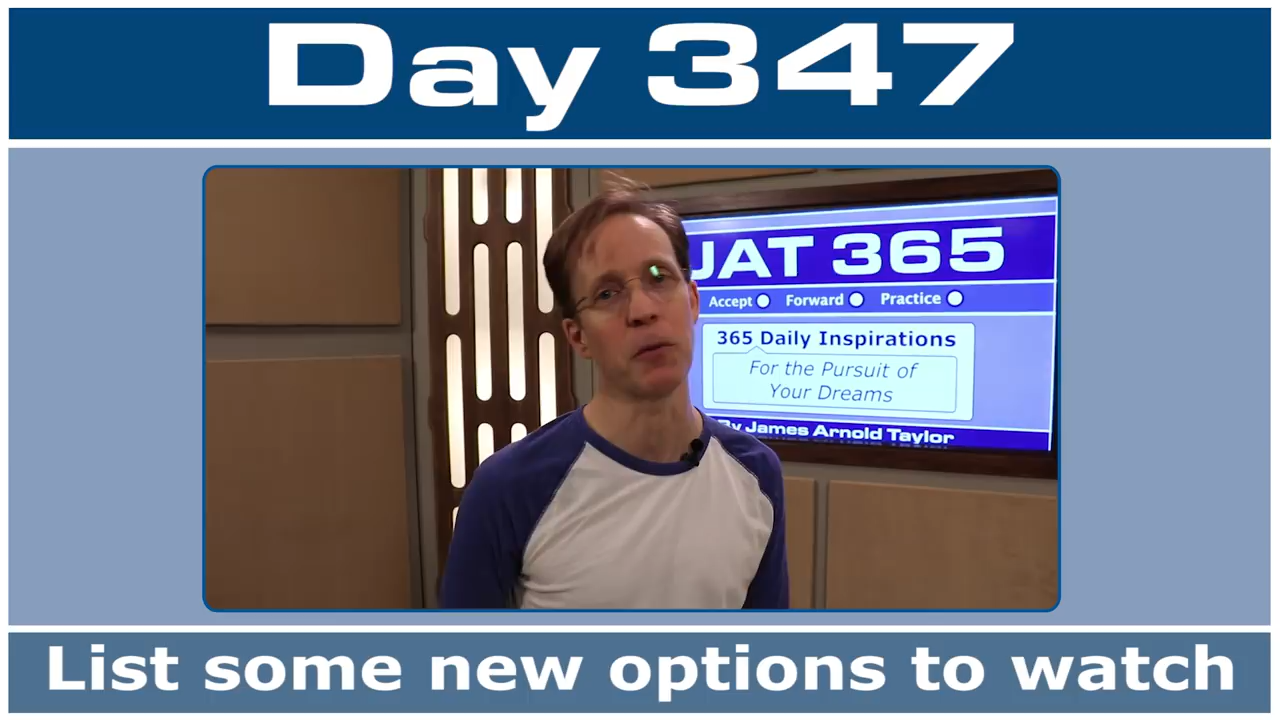 Day 347
JAT 365
Accept Forward Practice
365 Daily Inspirations
For the Pursuit of
Your Dreams
By James Arnold Taylor
List some new options to watch